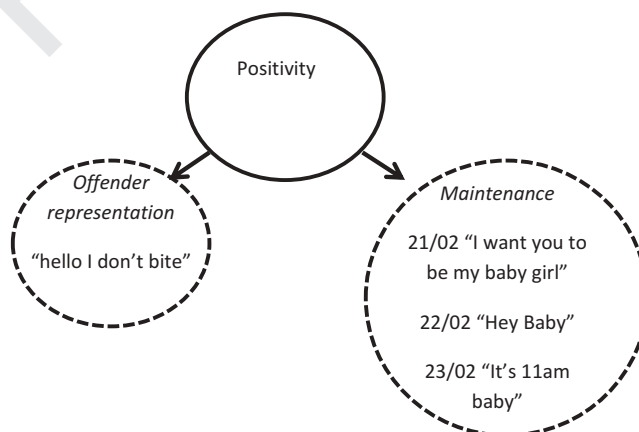 Positivity
Offender
representation
“hello I don’t bite”
Maintenance
21/02 “I want you to
be my baby girl”
22/02 “Hey Baby”
23/02 “It’s 11am
baby”